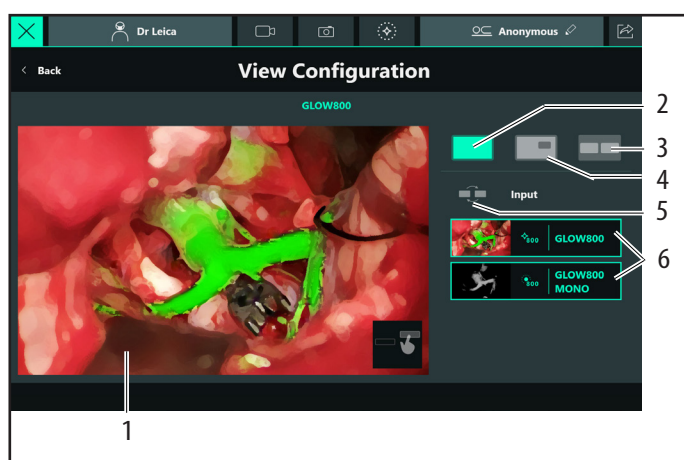 Dr Leica
Anonymous
Back
View Configuration
GLOW800
2
3
4
Input
5
800 GLOW800
6
800 GLOW800
MONO
1